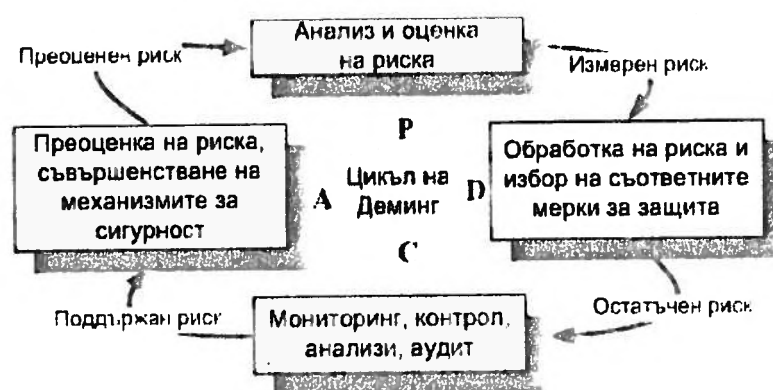 Анализ и оценка
на риска
Преоценен риск
Измерен риск
P
Преоценка на риска,
съвършенстване на
механизмите за
сигурност
A
Цикъл на
Деминг
D
Обработка на риска и
избор на съответните
мерки за защита
C
Поддържан риск
Остатъчен риск
Мониторинг, контрол,
анализи, аудит